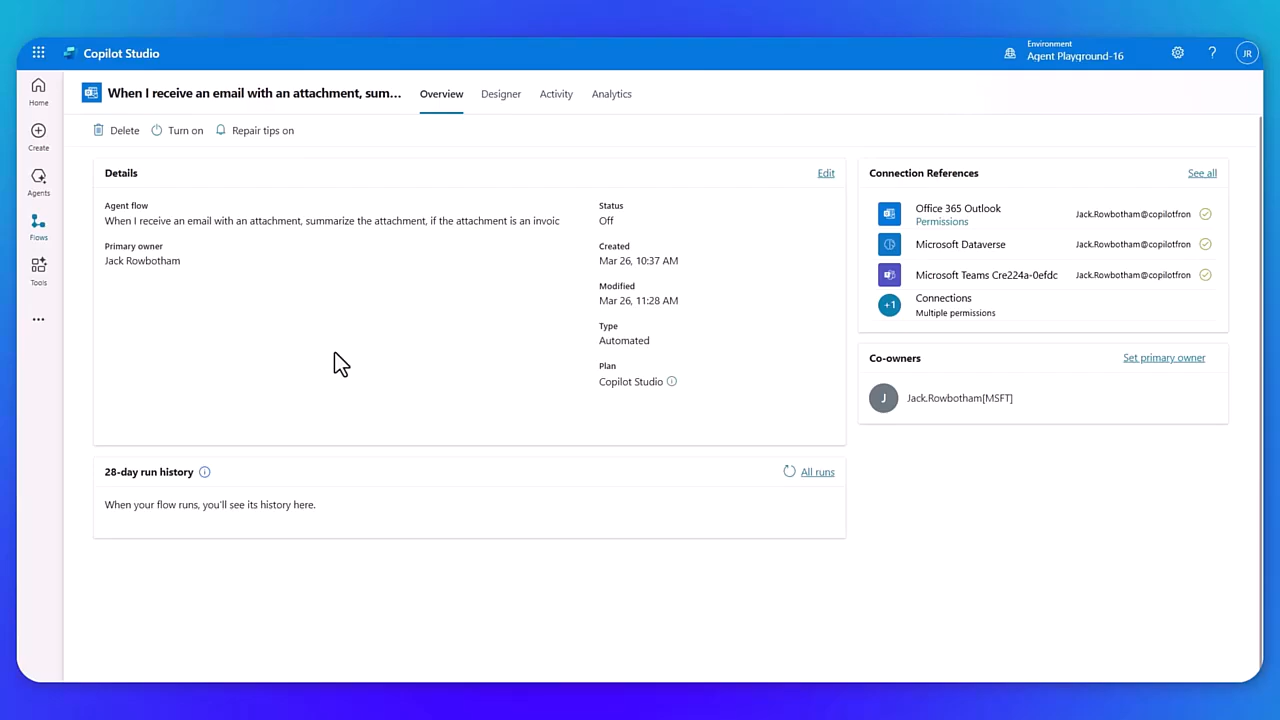 Copilot Studio
Environment
Agent Playground-16
JR
Home
Create
Agents
Flows
Tools
When I receive an email with an attachment, sum...
Overview
Designer
Activity
Analytics
Delete
Turn on
Repair tips on
Details
Edit
Agent flow
When I receive an email with an attachment, summarize the attachment, if the attachment is an invoic
Primary owner
Jack Rowbotham
Status
Off
Created
Mar 26, 10:37 AM
Modified
Mar 26, 11:28 AM
Type
Automated
Plan
Copilot Studio
28-day run history
All runs
When your flow runs, you'll see its history here.
Connection References
See all
Office 365 Outlook
Permissions
Jack.Rowbotham@copilotfron
Microsoft Dataverse
Jack.Rowbotham@copilotfron
Microsoft Teams Cre224a-0efdc
Jack.Rowbotham@copilotfron
+1
Connections
Multiple permissions
Co-owners
Set primary owner
J
Jack.Rowbotham[MSFT]